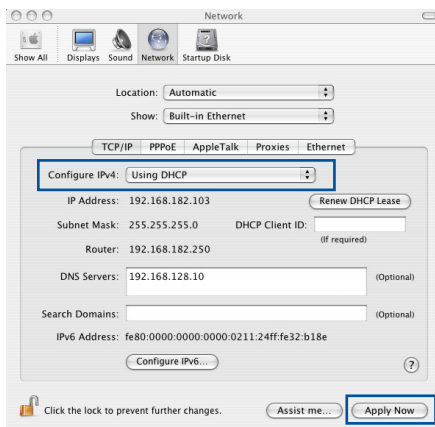 Network
Show All Displays Sound Network Startup Disk
Location: Automatic
Show: Built-in Ethernet
TCP/IP PPPoE AppleTalk Proxies Ethernet
Configure IPv4: Using DHCP
IP Address: 192.168.182.103 Renew DHCP Lease
Subnet Mask: 255.255.255.0 DHCP Client ID:
(If required)
Router: 192.168.182.250
DNS Servers: 192.168.128.10 (Optional)
Search Domains: (Optional)
IPv6 Address: fe80:0000:0000:0000:0211:24ff:fe32:b18e
Configure IPv6...
?
Click the lock to prevent further changes. Assist me... Apply Now